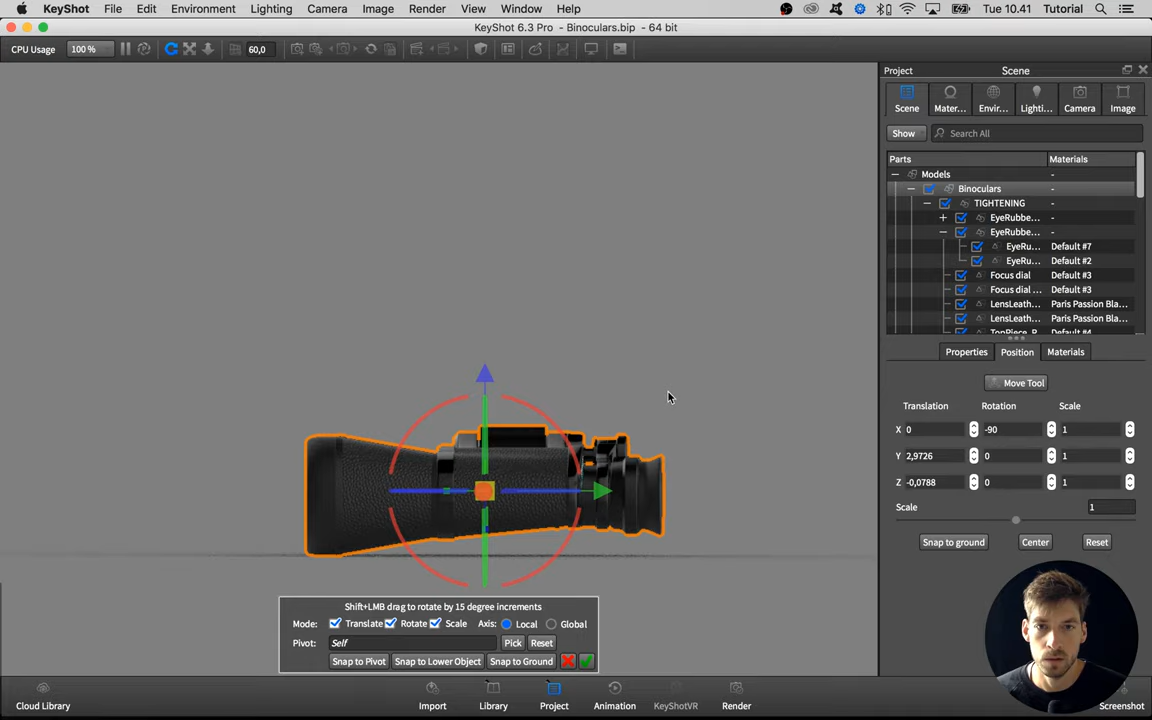 KeyShot File Edit Environment Lighting Camera Image Render View Window Help Tue 10.41 Tutorial
KeyShot 6.3 Pro - Binoculars.bip - 64 bit
CPU Usage 100 % 60,0
Project Scene
Scene Mater... Envir... Lighti... Camera Image
Show Search All
Parts Materials
Models -
Binoculars -
TIGHTENING -
EyeRubbe... -
EyeRubbe... -
EyeRu... Default #7
EyeRu... Default #2
Focus dial Default #3
Focus dial ... Default #3
LensLeath... Paris Passion Bla...
LensLeath... Paris Passion Bla...
TopPiece_R... Default #4
Properties Position Materials
Move Tool
Translation Rotation Scale
X 0 -90 1
Y 2,9726 0 1
Z -0,0788 0 1
Scale 1
Snap to ground Center Reset
Shift+LMB drag to rotate by 15 degree increments
Mode: Translate Rotate Scale Axis: Local Global
Pivot: Self Pick Reset
Snap to Pivot Snap to Lower Object Snap to Ground
Cloud Library Import Library Project Animation KeyShotVR Render Screenshot